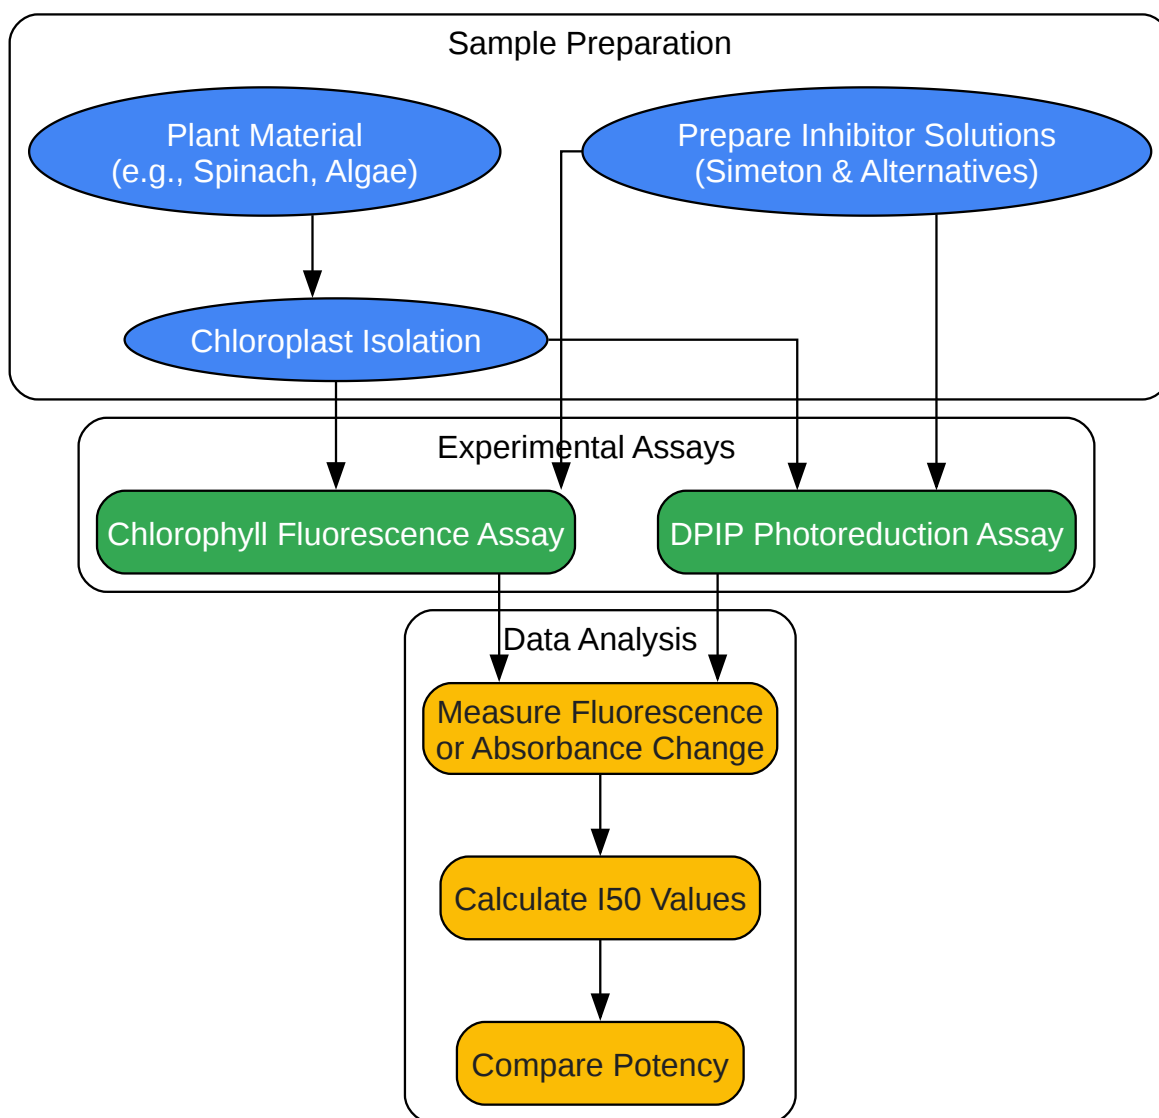 Sample Preparation
Plant Material
(e.g., Spinach, Algae)
Prepare Inhibitor Solutions
(Simeton & Alternatives)
Chloroplast Isolation
Experimental Assays
Chlorophyll Fluorescence Assay
DPIP Photoreduction Assay
Data Analysis
Measure Fluorescence
or Absorbance Change
Calculate I50 Values
Compare Potency